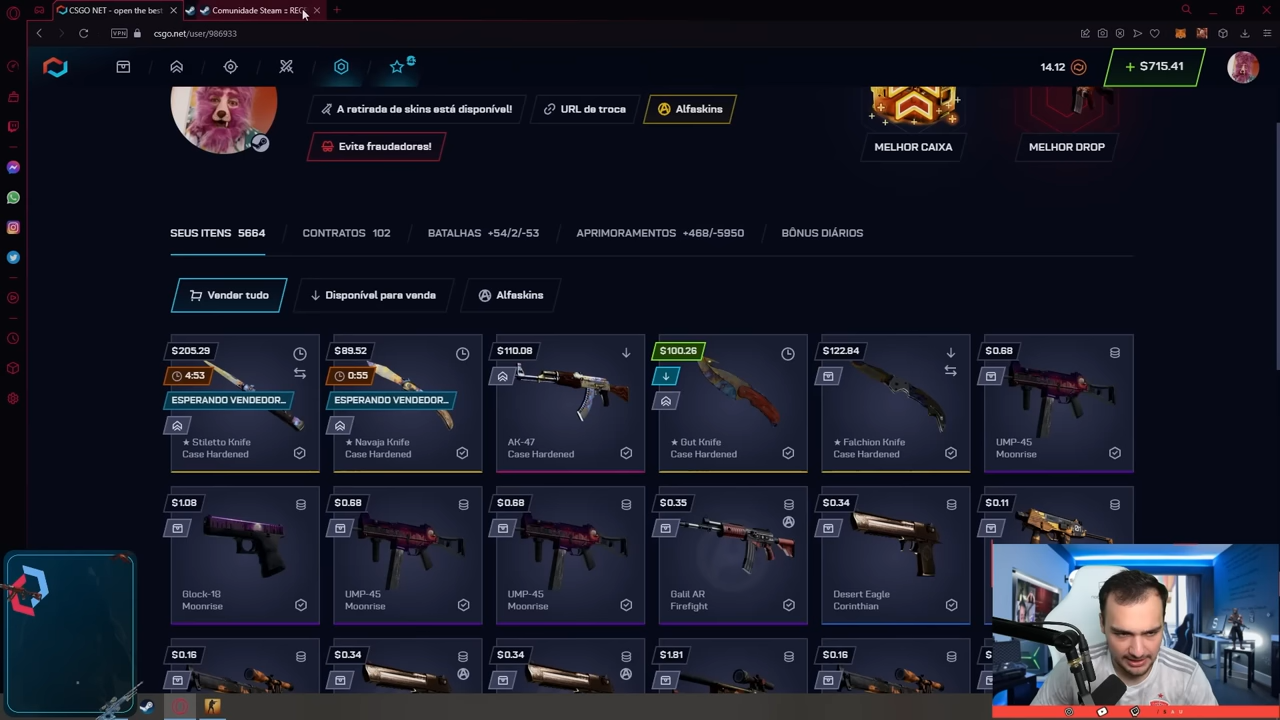 CSGO NET - open the best
Comunidade Steam :: REC
VPN
csgo.net/user/986933
14.12
+ $715.41
A retirada de skins está disponível!
URL de troca
Alfaskins
Evite fraudadores!
MELHOR CAIXA
MELHOR DROP
SEUS ITENS 5664
CONTRATOS 102
BATALHAS +54/2/-53
APRIMORAMENTOS +468/-5950
BÔNUS DIÁRIOS
Vender tudo
Disponível para venda
Alfaskins
$205.29
4:53
ESPERANDO VENDEDOR...
★ Stiletto Knife
Case Hardened
$89.52
0:55
ESPERANDO VENDEDOR...
★ Navaja Knife
Case Hardened
$110.08
AK-47
Case Hardened
$100.26
★ Gut Knife
Case Hardened
$122.84
★ Falchion Knife
Case Hardened
$0.68
UMP-45
Moonrise
$1.08
Glock-18
Moonrise
$0.68
UMP-45
Moonrise
$0.68
UMP-45
Moonrise
$0.35
Galil AR
Firefight
$0.34
Desert Eagle
Corinthian
$0.11
$0.16
$0.34
$0.34
$1.81
$0.16